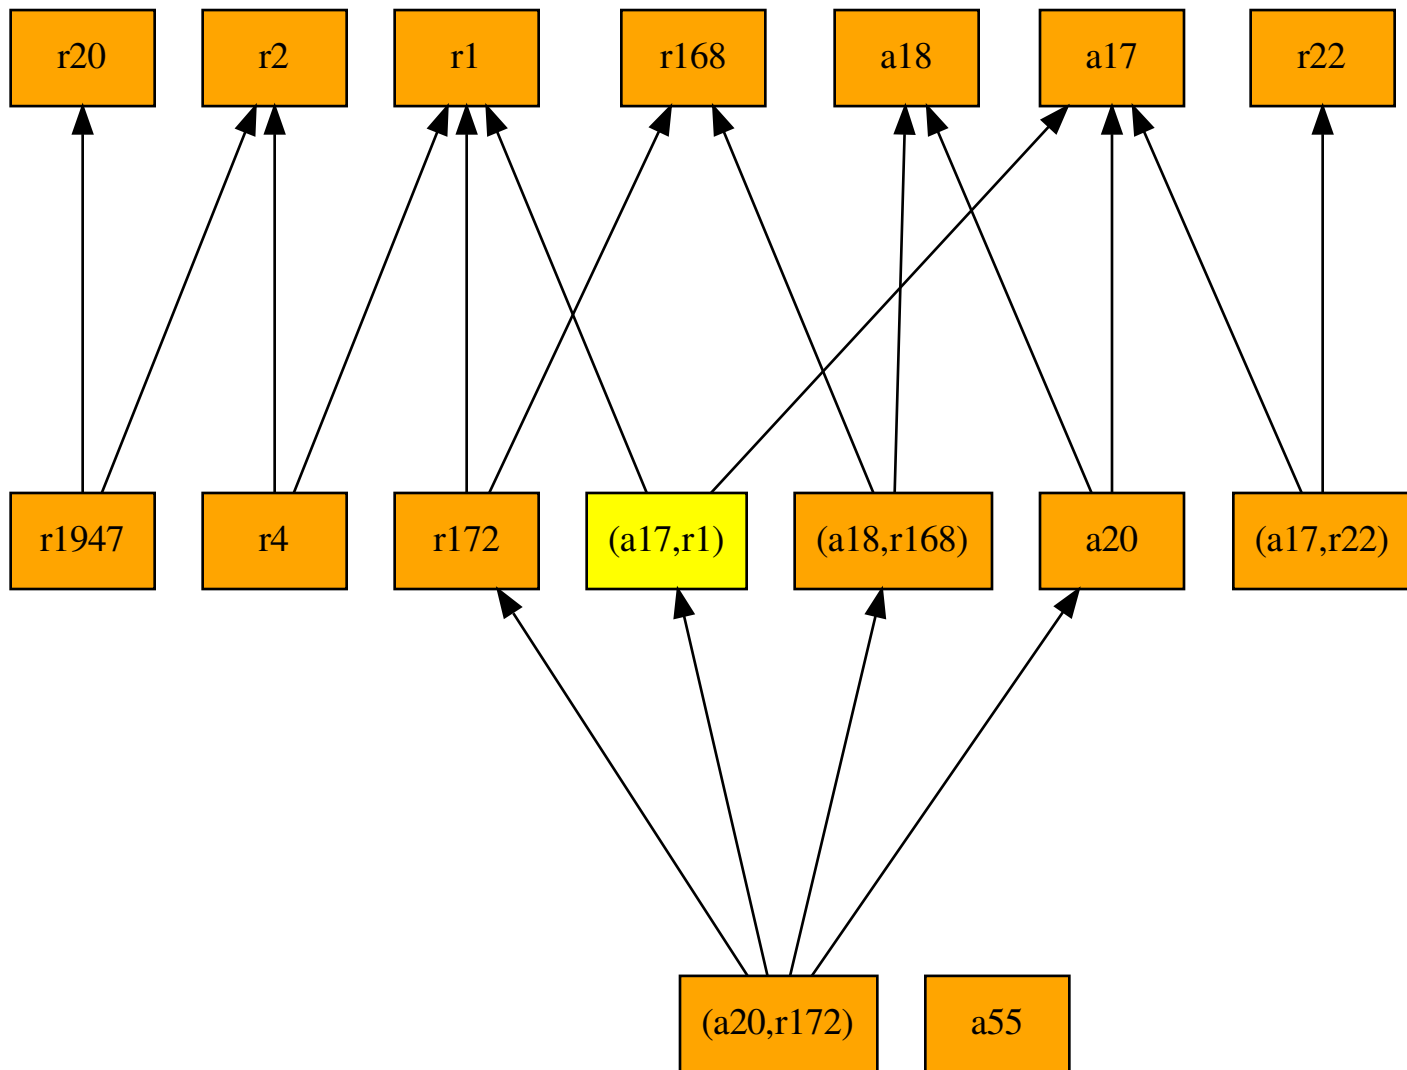 r20
r2
r1
r168
a18
a17
r22
r1947
r4
r172
(a17,r1)
(a18,r168)
a20
(a17,r22)
(a20,r172)
a55